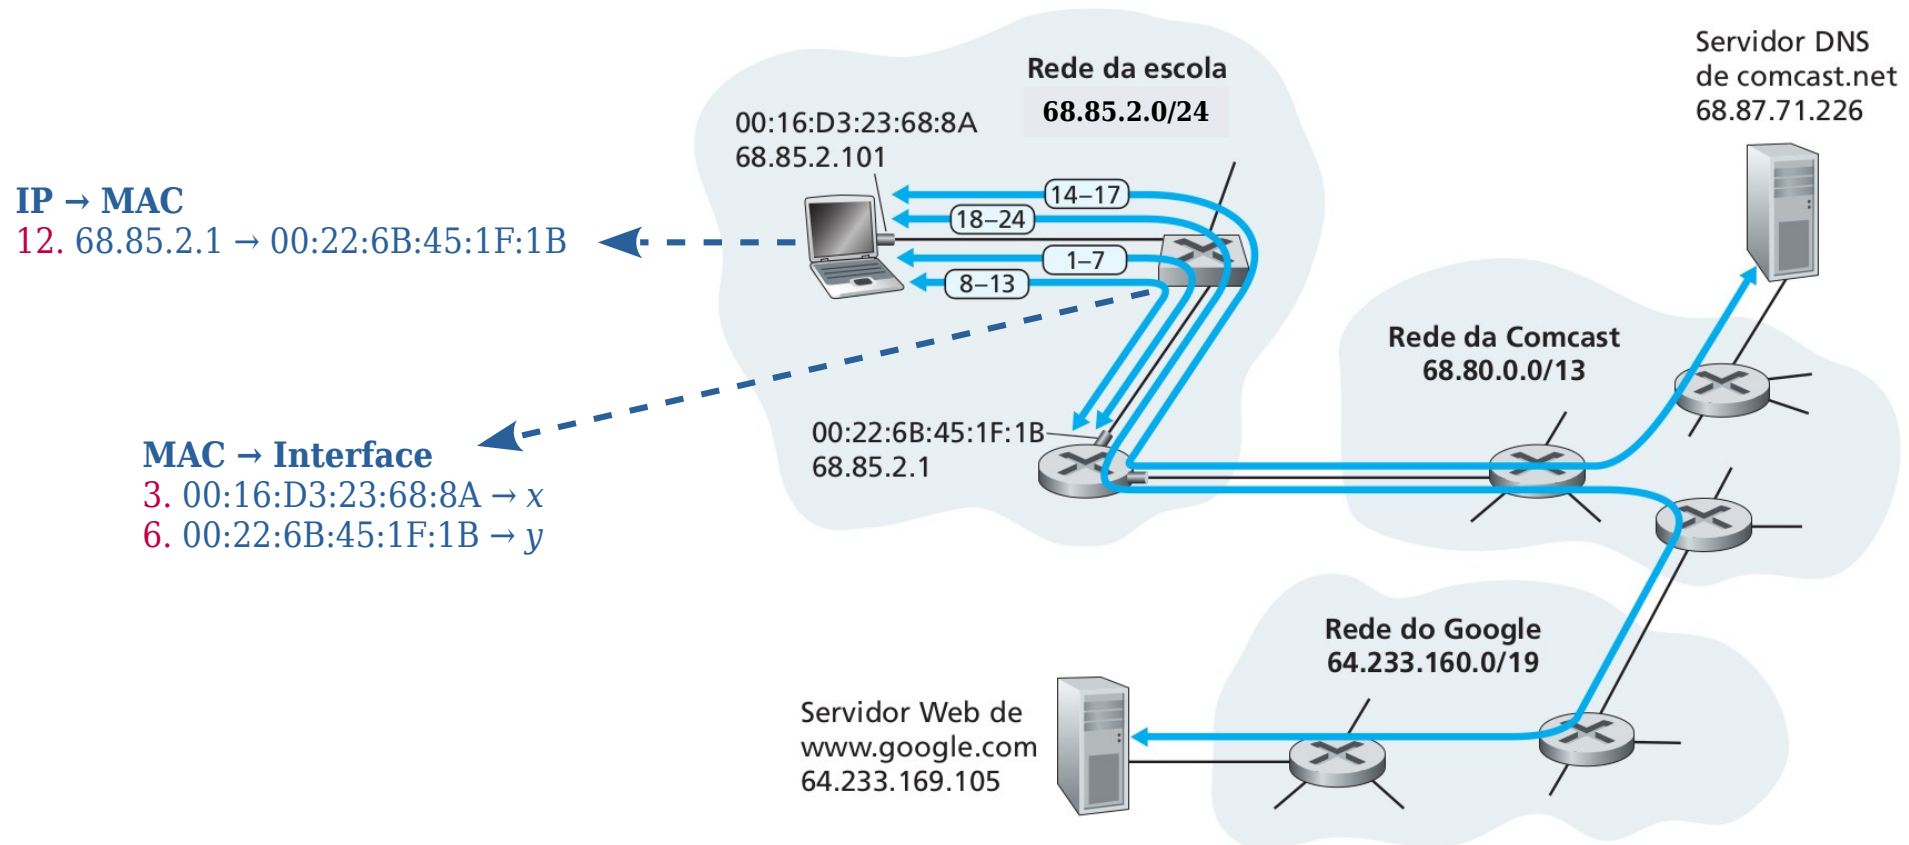 Servidor DNS
de comcast.net
68.87.71.226
Rede da escola
68.85.2.0/24
00:16:D3:23:68:8A
68.85.2.101
IP → MAC
12. 68.85.2.1 → 00:22:6B:45:1F:1B
14–17
18–24
1–7
8–13
Rede da Comcast
68.80.0.0/13
00:22:6B:45:1F:1B
68.85.2.1
MAC → Interface
3. 00:16:D3:23:68:8A → x
6. 00:22:6B:45:1F:1B → y
Rede do Google
64.233.160.0/19
Servidor Web de
www.google.com
64.233.169.105